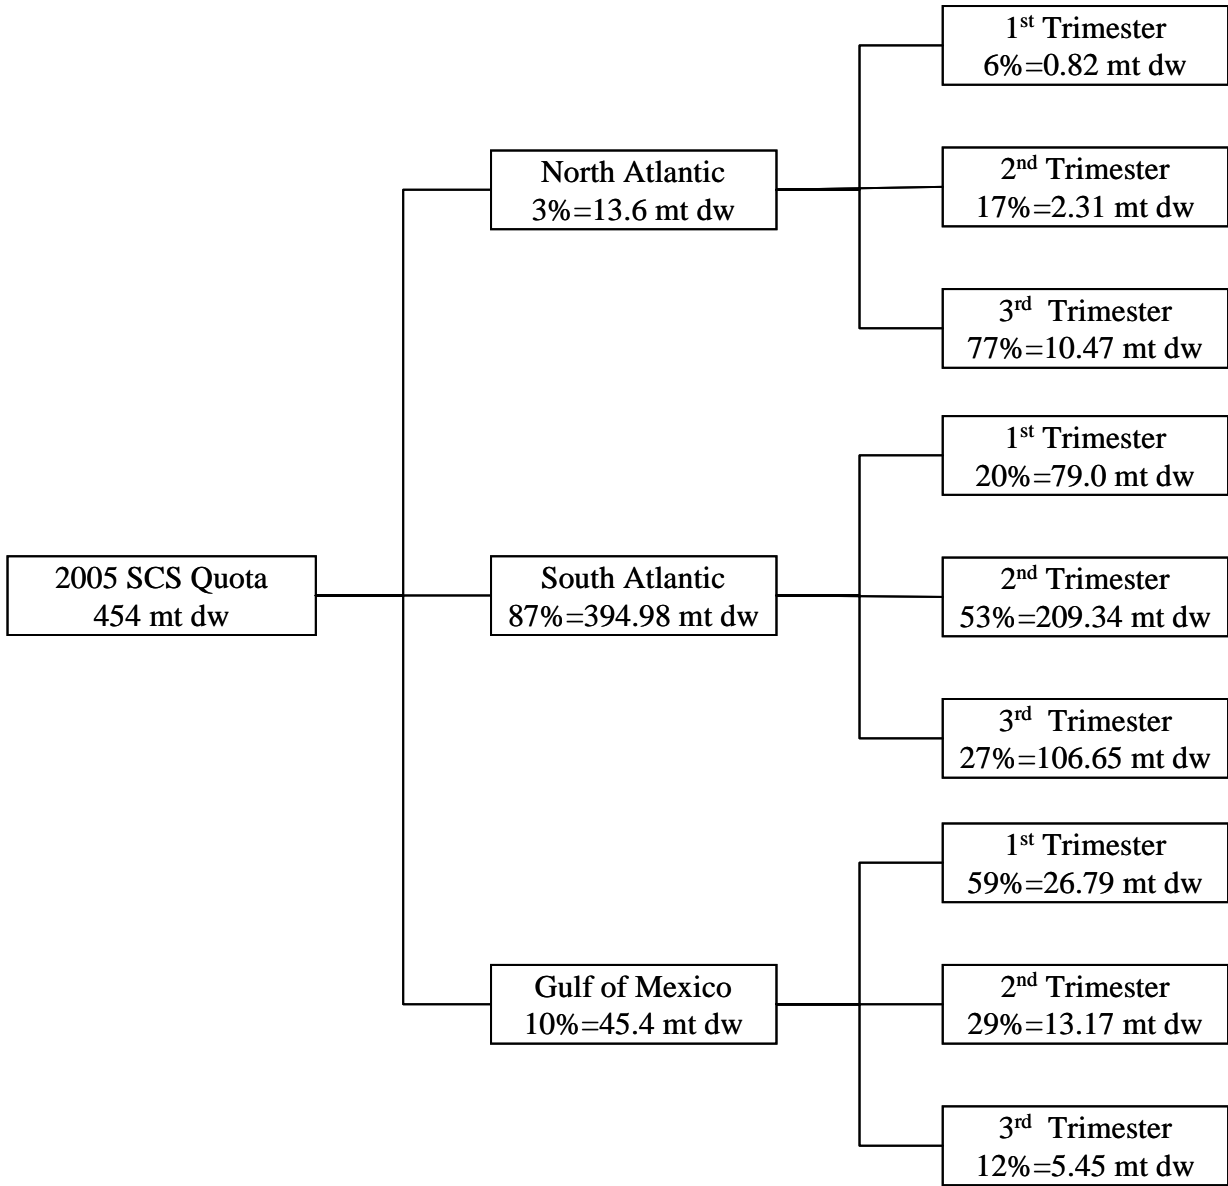 2005 SCS Quota
454 mt dw
North Atlantic
3%=13.6 mt dw
1st Trimester
6%=0.82 mt dw
2nd Trimester
17%=2.31 mt dw
3rd Trimester
77%=10.47 mt dw
South Atlantic
87%=394.98 mt dw
1st Trimester
20%=79.0 mt dw
2nd Trimester
53%=209.34 mt dw
3rd Trimester
27%=106.65 mt dw
Gulf of Mexico
10%=45.4 mt dw
1st Trimester
59%=26.79 mt dw
2nd Trimester
29%=13.17 mt dw
3rd Trimester
12%=5.45 mt dw